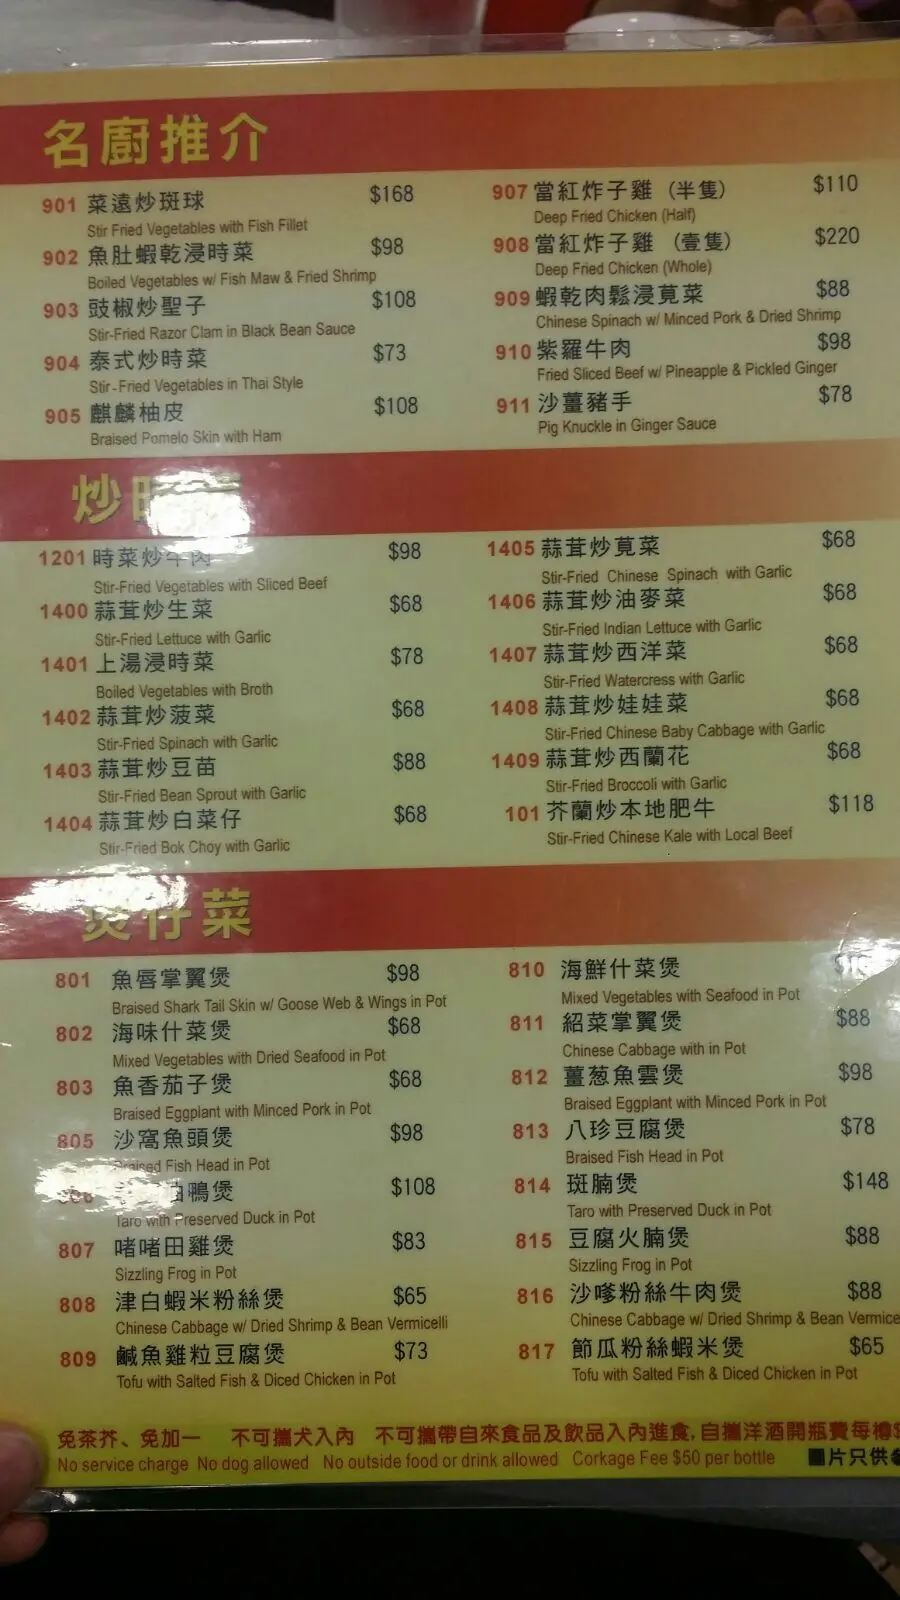 名廚推介
901 菜遠炒斑球 $168
Stir Fried Vegetables with Fish Fillet
902 魚肚蝦乾浸時菜 $98
Boiled Vegetables w/ Fish Maw & Fried Shrimp
903 豉椒炒聖子 $108
Stir-Fried Razor Clam in Black Bean Sauce
904 泰式炒時菜 $73
Stir-Fried Vegetables in Thai Style
905 麒麟柚皮 $108
Braised Pomelo Skin with Ham
907 當紅炸子雞 (半隻) $110
Deep Fried Chicken (Half)
908 當紅炸子雞 (壹隻) $220
Deep Fried Chicken (Whole)
909 蝦乾肉鬆浸莧菜 $88
Chinese Spinach w/ Minced Pork & Dried Shrimp
910 紫羅牛肉 $98
Fried Sliced Beef w/ Pineapple & Pickled Ginger
911 沙薑豬手 $78
Pig Knuckle in Ginger Sauce
炒時
1201 時菜炒牛肉 $98
Stir-Fried Vegetables with Sliced Beef
1400 蒜茸炒生菜 $68
Stir-Fried Lettuce with Garlic
1401 上湯浸時菜 $78
Boiled Vegetables with Broth
1402 蒜茸炒菠菜 $68
Stir-Fried Spinach with Garlic
1403 蒜茸炒豆苗 $88
Stir-Fried Bean Sprout with Garlic
1404 蒜茸炒白菜仔 $68
Stir-Fried Bok Choy with Garlic
1405 蒜茸炒莧菜 $68
Stir-Fried Chinese Spinach with Garlic
1406 蒜茸炒油麥菜 $68
Stir-Fried Indian Lettuce with Garlic
1407 蒜茸炒西洋菜 $68
Stir-Fried Watercress with Garlic
1408 蒜茸炒娃娃菜 $68
Stir-Fried Chinese Baby Cabbage with Garlic
1409 蒜茸炒西蘭花 $68
Stir-Fried Broccoli with Garlic
101 芥蘭炒本地肥牛 $118
Stir-Fried Chinese Kale with Local Beef
煲仔菜
801 魚唇掌翼煲 $98
Braised Shark Tail Skin w/ Goose Web & Wings in Pot
802 海味什菜煲 $68
Mixed Vegetables with Dried Seafood in Pot
803 魚香茄子煲 $68
Braised Eggplant with Minced Pork in Pot
805 沙窩魚頭煲 $98
Braised Fish Head in Pot
油鴨煲 $108
Taro with Preserved Duck in Pot
807 啫啫田雞煲 $83
Sizzling Frog in Pot
808 津白蝦米粉絲煲 $65
Chinese Cabbage w/ Dried Shrimp & Bean Vermicelli
809 鹹魚雞粒豆腐煲 $73
Tofu with Salted Fish & Diced Chicken in Pot
810 海鮮什菜煲
Mixed Vegetables with Seafood in Pot
811 紹菜掌翼煲 $88
Chinese Cabbage with in Pot
812 薑葱魚雲煲 $98
Braised Eggplant with Minced Pork in Pot
813 八珍豆腐煲 $78
Braised Fish Head in Pot
814 斑腩煲 $148
Taro with Preserved Duck in Pot
815 豆腐火腩煲 $88
Sizzling Frog in Pot
816 沙嗲粉絲牛肉煲 $88
Chinese Cabbage w/ Dried Shrimp & Bean Vermice
817 節瓜粉絲蝦米煲 $65
Tofu with Salted Fish & Diced Chicken in Pot
免茶芥、免加一 不可攜犬入內 不可攜帶自來食品及飲品入內進食, 自攜洋酒開瓶費每樽
No service charge No dog allowed No outside food or drink allowed Corkage Fee $50 per bottle 圖片只供